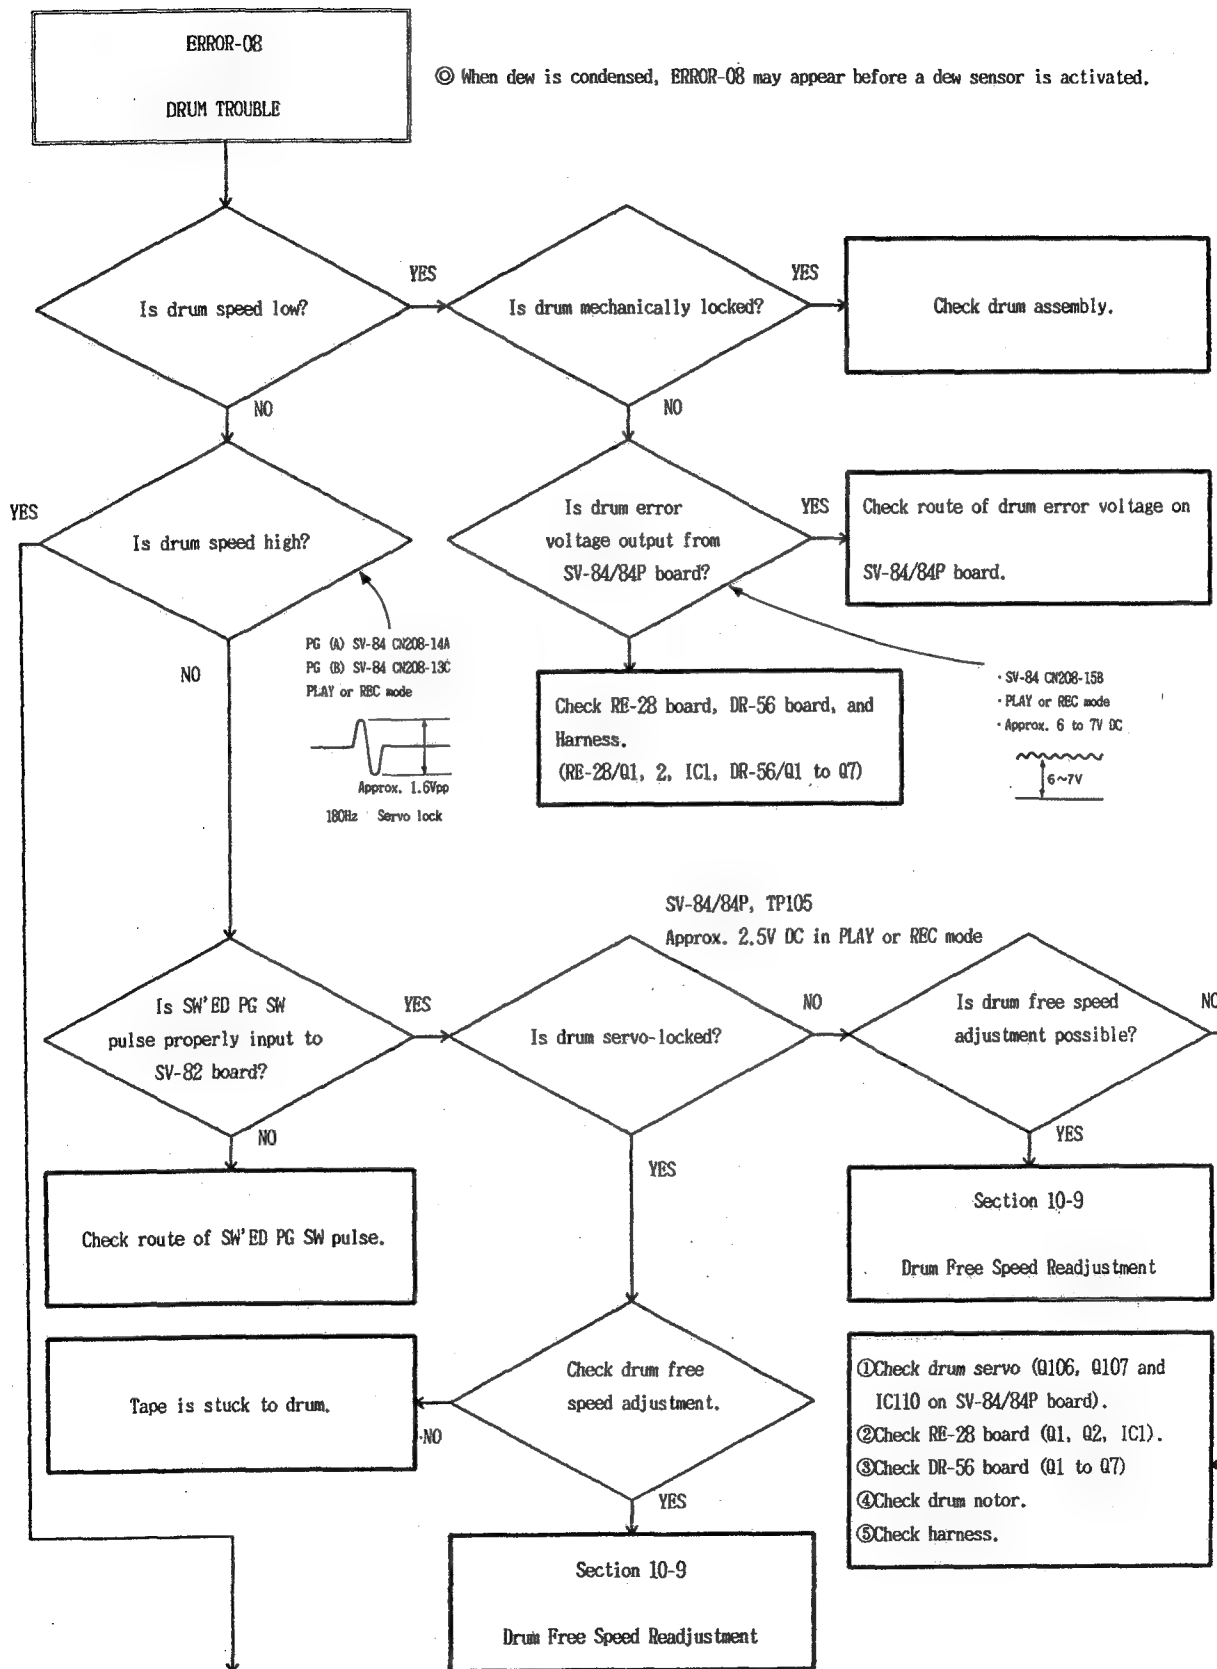 ERROR-08
DRUM TROUBLE
◎ When dew is condensed, ERROR-08 may appear before a dew sensor is activated.
Is drum speed low?
YES
NO
Is drum mechanically locked?
YES
NO
Check drum assembly.
Is drum speed high?
YES
NO
PG (A) SV-84 CN208-14A
PG (B) SV-84 CN208-13C
PLAY or REC mode
Approx. 1.6Vpp
180Hz Servo lock
Is drum error
voltage output from
SV-84/84P board?
YES
Check route of drum error voltage on
SV-84/84P board.
· SV-84 CN208-15B
· PLAY or REC mode
· Approx. 6 to 7V DC
6~7V
Check RE-28 board, DR-56 board, and
Harness.
(RE-28/Q1, 2, IC1, DR-56/Q1 to Q7)
SV-84/84P, TP105
Approx. 2.5V DC in PLAY or REC mode
Is SW'ED PG SW
pulse properly input to
SV-82 board?
YES
NO
Is drum servo-locked?
NO
YES
Is drum free speed
adjustment possible?
NO
YES
Check route of SW'ED PG SW pulse.
Section 10-9
Drum Free Speed Readjustment
Tape is stuck to drum.
Check drum free
speed adjustment.
NO
YES
①Check drum servo (Q106, Q107 and
IC110 on SV-84/84P board).
②Check RE-28 board (Q1, Q2, IC1).
③Check DR-56 board (Q1 to Q7)
④Check drum notor.
⑤Check harness.
Section 10-9
Drum Free Speed Readjustment